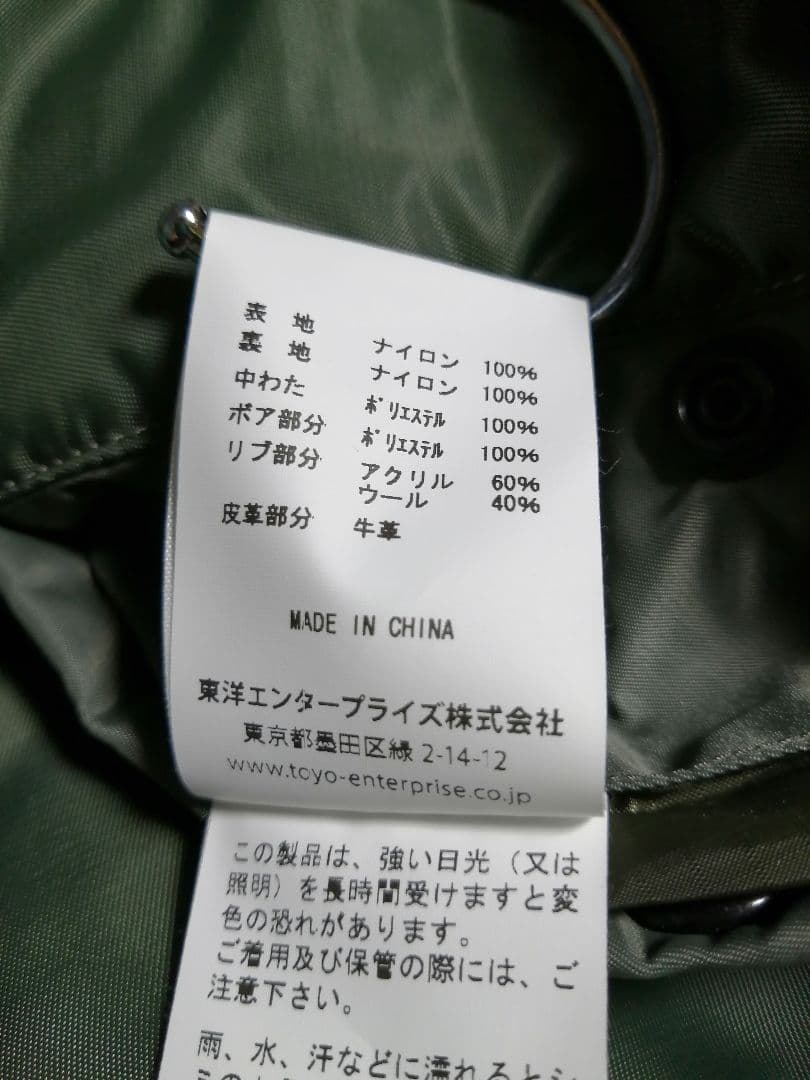 表 地 ナイロン 100%
裏 地 ナイロン 100%
中わた ポリエステル 100%
ボア部分 ポリエステル 100%
リブ部分 アクリル 60%
ウール 40%
皮革部分 牛革
MADE IN CHINA
東洋エンタープライズ株式会社
東京都墨田区緑 2-14-12
www.toyo-enterprise.co.jp
この製品は、強い日光（又は
照明）を長時間受けますと変
色の恐れがあります。
ご着用及び保管の際には、ご
注意下さい。
雨、水、汗などに濡れるとシ